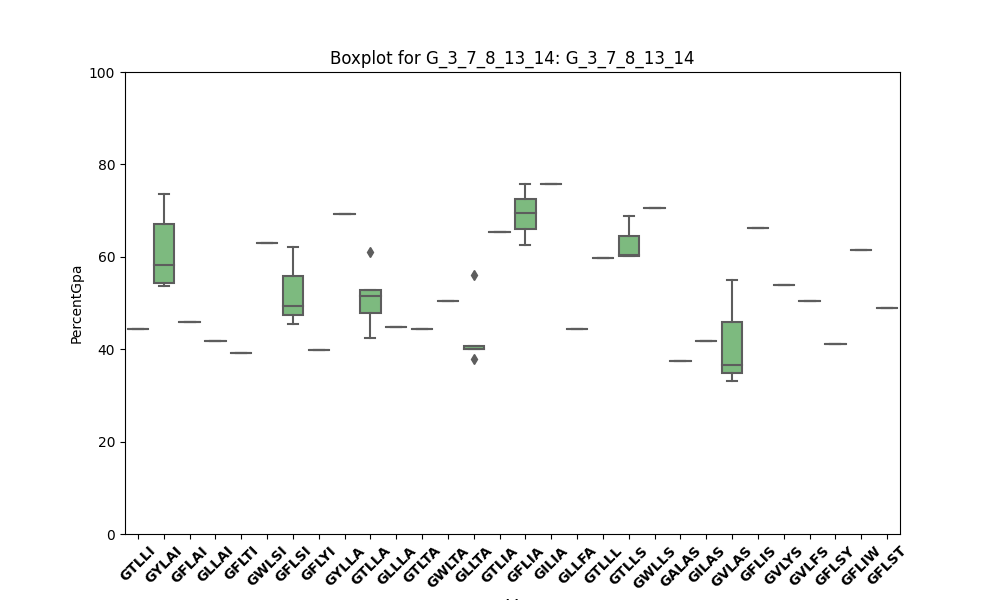 Boxplot for G_3_7_8_13_14: G_3_7_8_13_14
100
80
60
40
20
0
PercentGpa
GTLLI
GYLAI
GFLAI
GLLAI
GFLTI
GWLSI
GFLSI
GFLYI
GYLLA
GTLLA
GLLLA
GTLTA
GWLTA
GLLTA
GTLIA
GFLIA
GILIA
GLLFA
GTLLL
GTLLS
GWLLS
GALAS
GILAS
GVLAS
GFLIS
GVLYS
GVLFS
GFLSY
GFLIW
GFLST